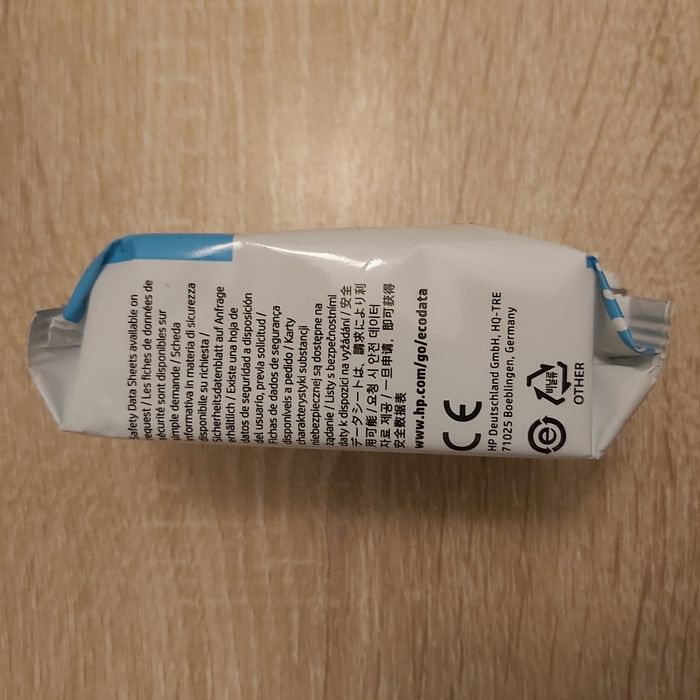 Safety Data Sheets available on
request / Les fiches de données de
sécurité sont disponibles sur
simple demande / Scheda
informativa in materia di sicurezza
disponibile su richiesta /
Sicherheitsdatenblatt auf Anfrage
erhältlich / Existe una hoja de
datos de seguridad a disposición
del usuario, previa solicitud /
Fichas de dados de segurança
disponíveis a pedido / Karty
charakterystyki substancji
niebezpiecznej są dostępne na
żądanie / Listy s bezpečnostními
daty k dispozici na vyžádání / 安全
データシートは、請求により利
用可能 / 요청 시 안전 데이터
자료 제공 / 一旦申请，即可获得
安全数据表
www.hp.com/go/ecodata
CE
HP Deutschland GmbH, HQ-TRE
71025 Boeblingen, Germany
e
비닐류
OTHER